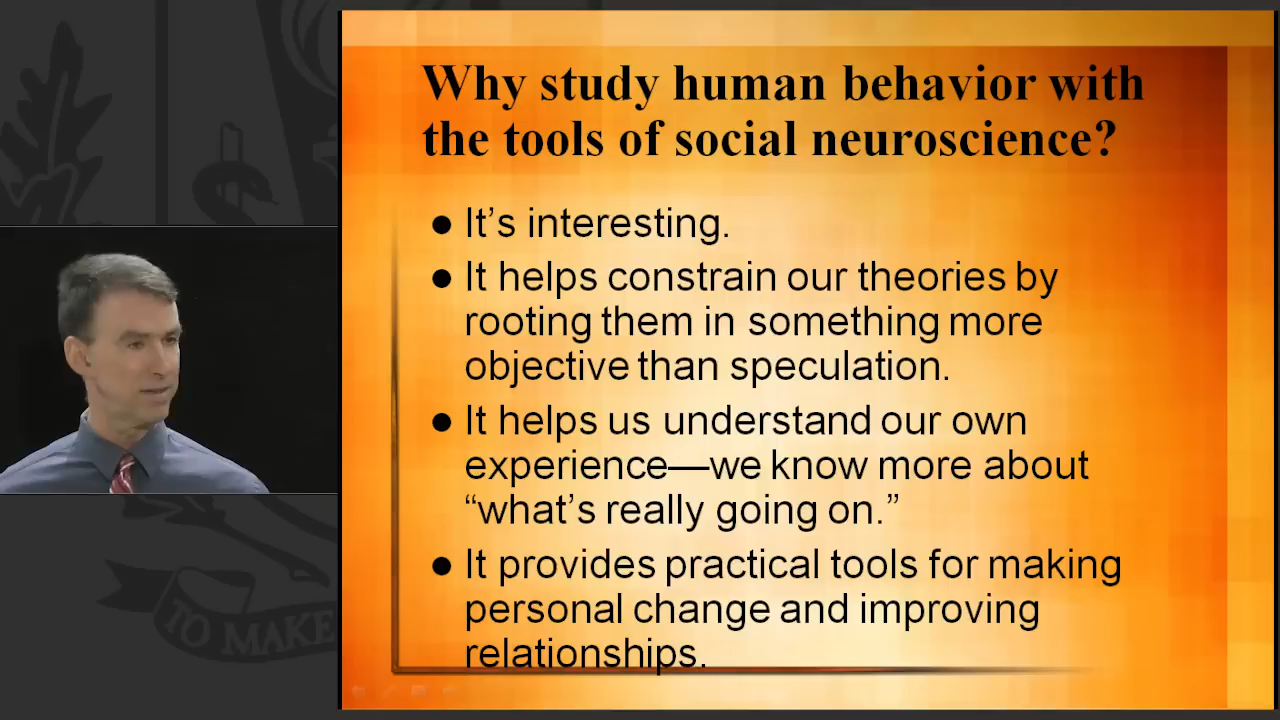 Why study human behavior with
the tools of social neuroscience?
● It's interesting.
● It helps constrain our theories by
rooting them in something more
objective than speculation.
● It helps us understand our own
experience—we know more about
“what’s really going on.”
● It provides practical tools for making
personal change and improving
relationships.
TO MAKE